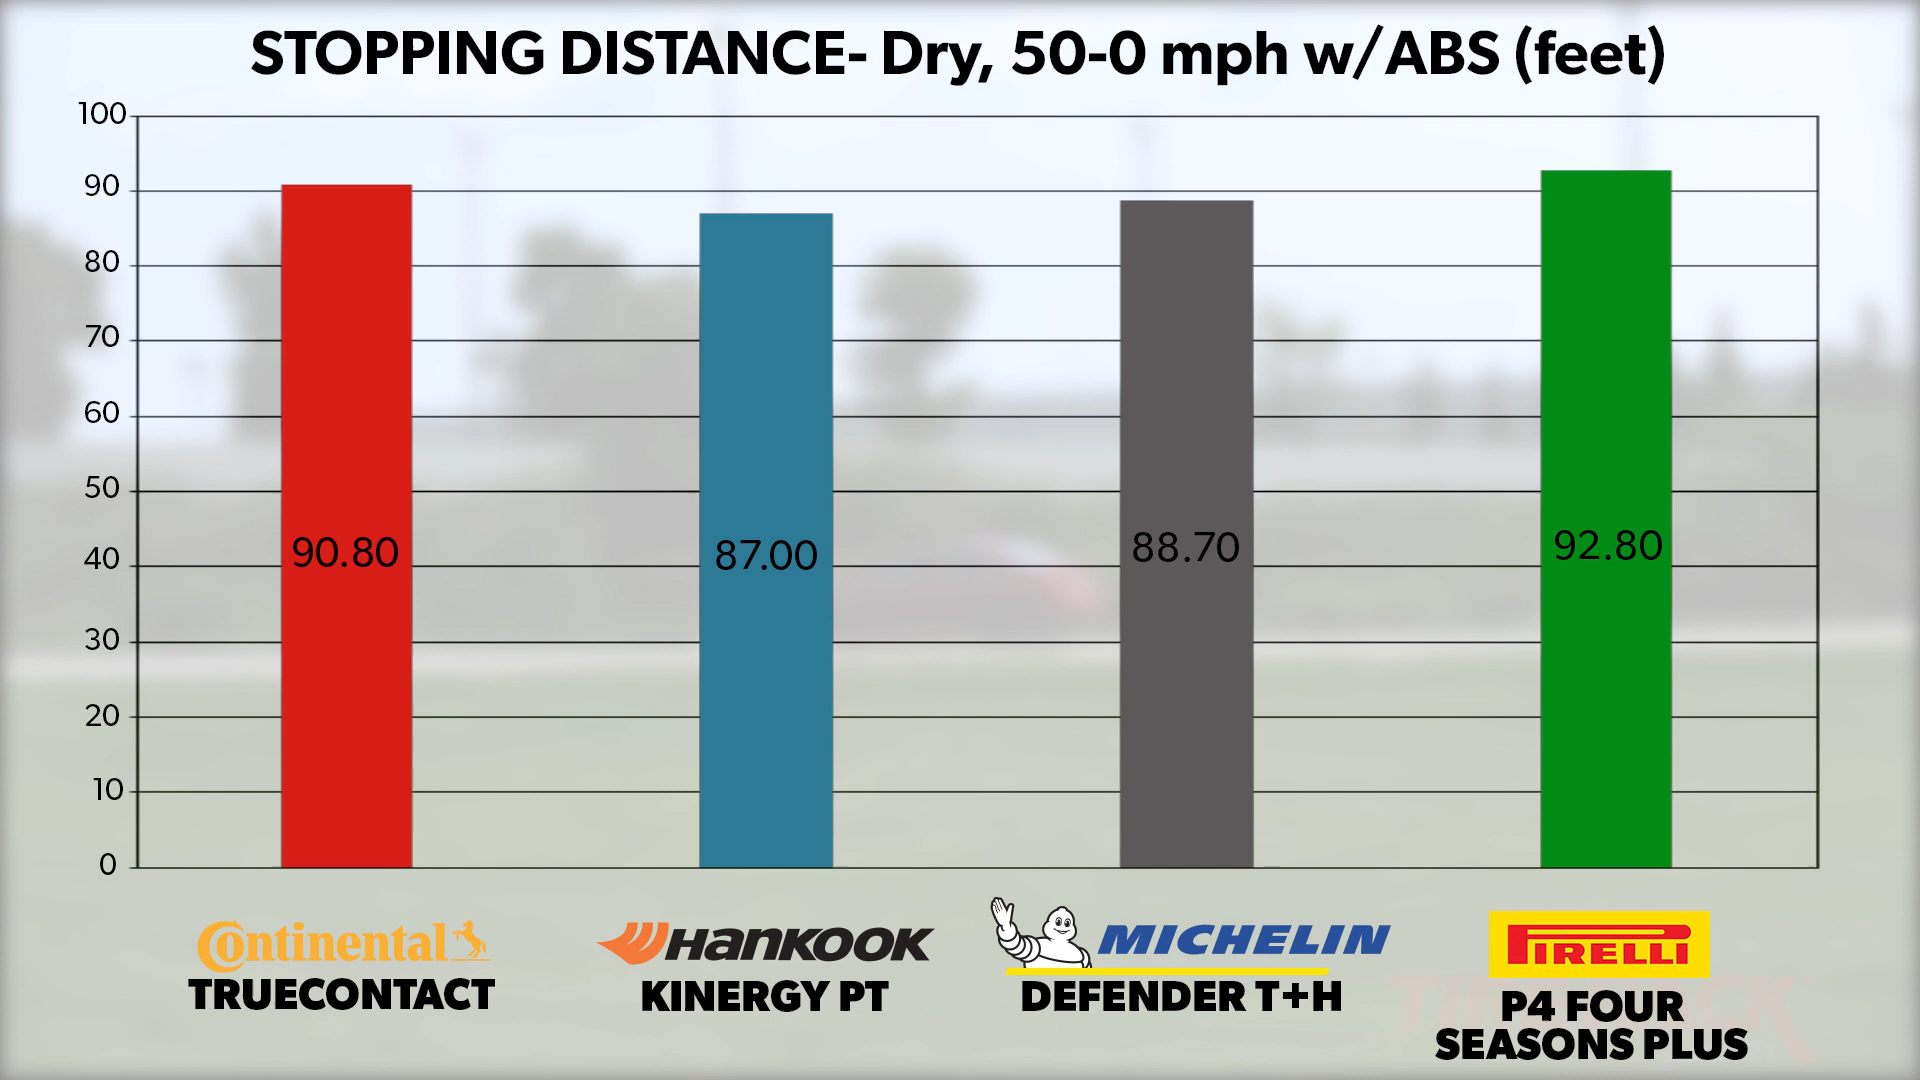 STOPPING DISTANCE- Dry, 50-0 mph w/ABS (feet)
100
90
80
70
60
50
40
30
20
10
0
90.80
87.00
88.70
92.80
Continental
TRUECONTACT
HANKOOK
KINERGY PT
MICHELIN
DEFENDER T+H
PIRELLI
P4 FOUR
SEASONS PLUS